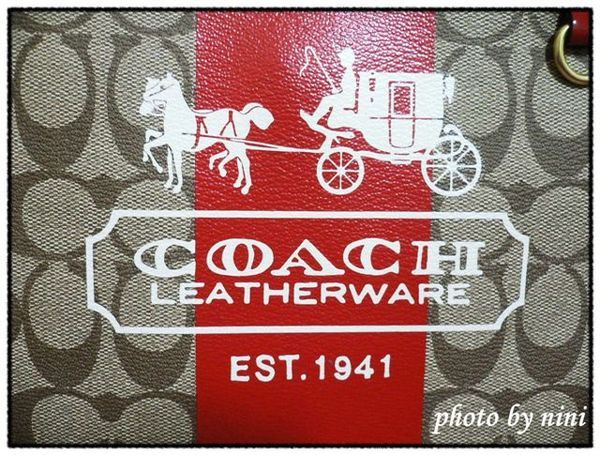 COACH
LEATHERWARE
EST. 1941
photo by nini